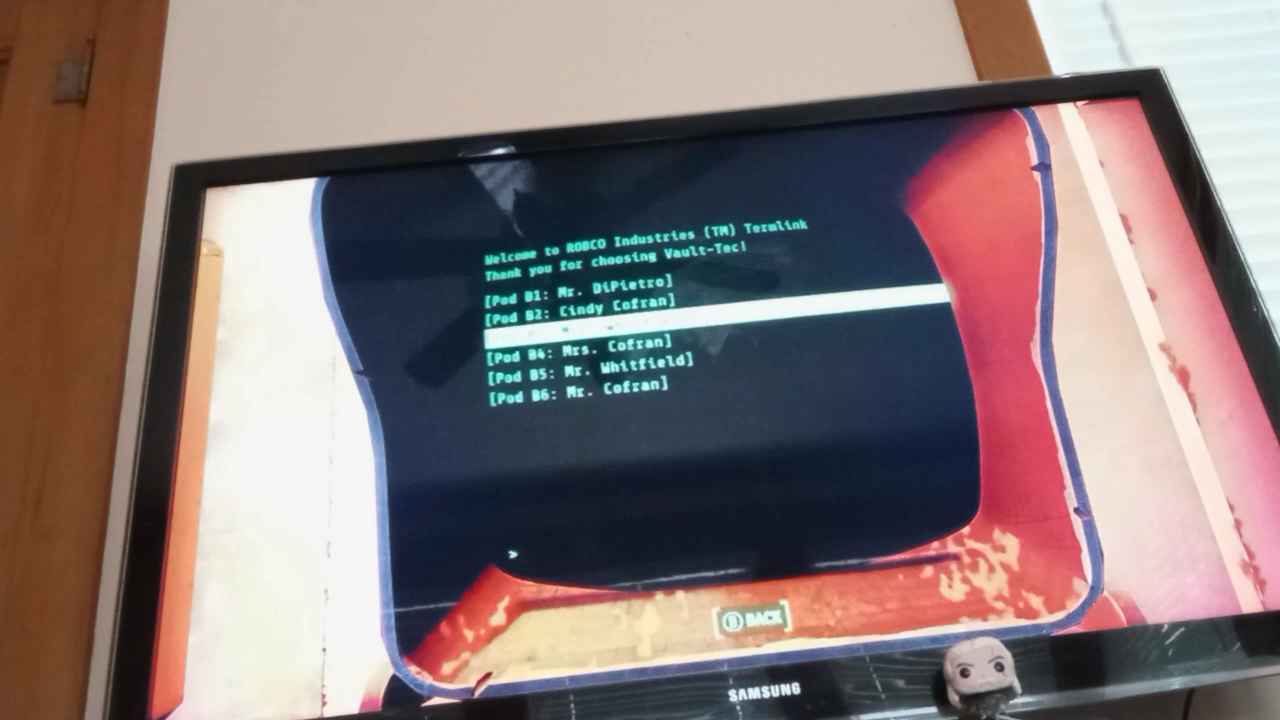 Welcome to ROBCO Industries (TM) Termlink
Thank you for choosing Vault-Tec!
[Pod B1: Mr. DiPietro]
[Pod B2: Cindy Cofran]
[Pod B4: Mrs. Cofran]
[Pod B5: Mr. Whitfield]
[Pod B6: Mr. Cofran]
>
BACK
SAMSUNG